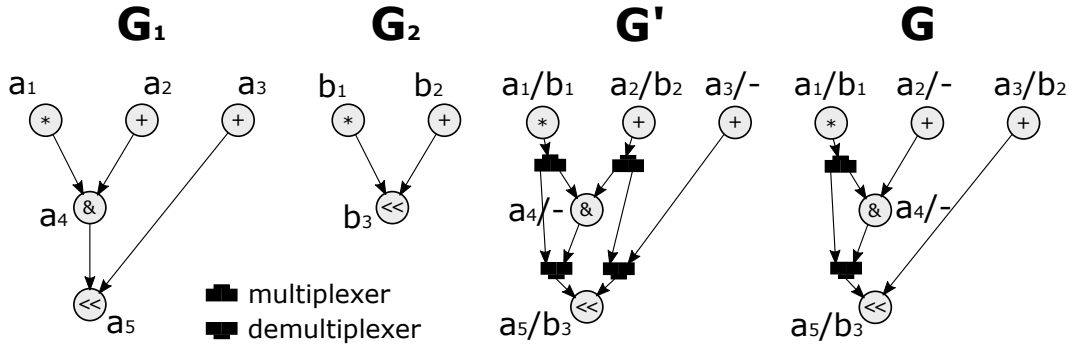 G₁ G₂ G' G
a₁ a₂ a₃ b₁ b₂ a₁/b₁ a₂/b₂ a₃/- a₁/b₁ a₂/- a₃/b₂
* + + * + * + + * + +
a₄ & b₃ << a₄/- & & a₄/-
<< a₅ << <<
multiplexer
demultiplexer
a₅/b₃ a₅/b₃